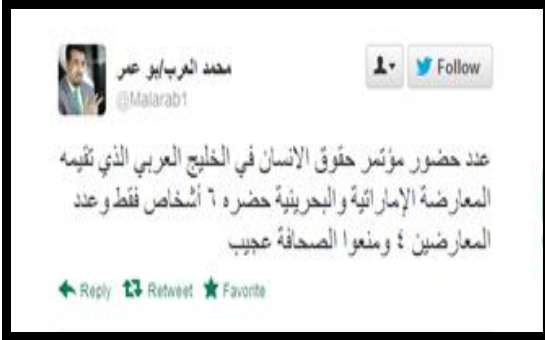 محمد العرب/بو عمر
@Malarab1
Follow
عدد حضور مؤتمر حقوق الانسان في الخليج العربي الذي تقيمه
المعارضة الإماراتية والبحرينية حضره ٦ أشخاص فقط وعدد
المعارضين ٤ ومنعوا الصحافة عجيب
Reply Retweet Favorite